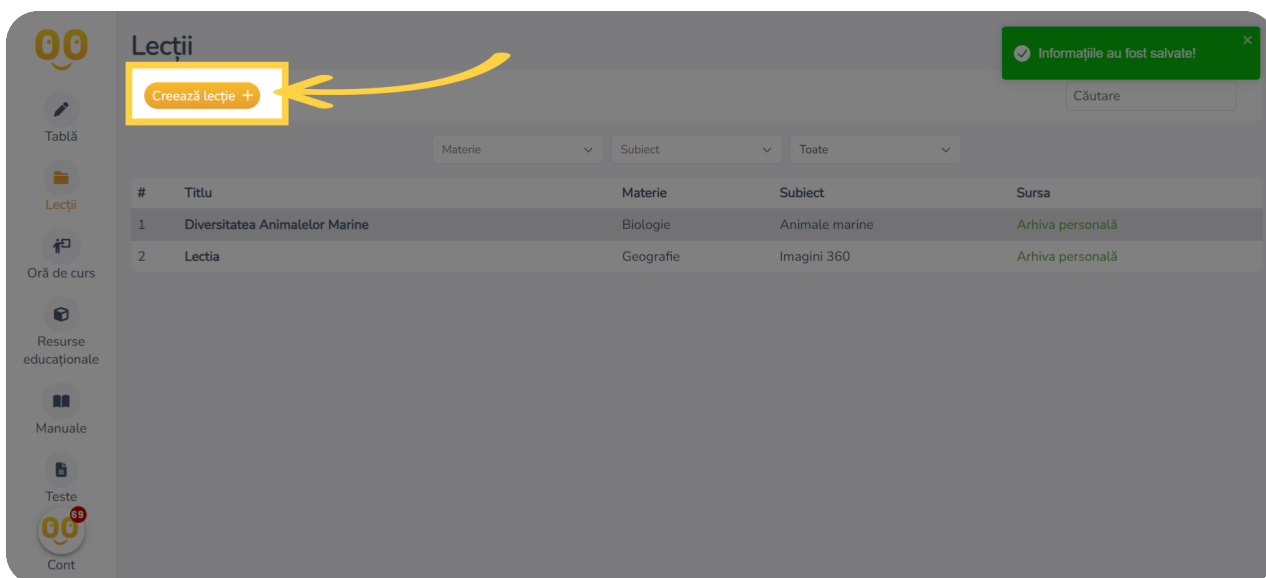 Lecții
Informațiile au fost salvate!
×
Creează lecție +
Căutare
Tablă
Materie
Subiect
Toate
# Titlu Materie Subiect Sursa
1 Diversitatea Animalelor Marine Biologie Animale marine Arhiva personală
2 Lectia Geografie Imagini 360 Arhiva personală
Lecții
Oră de curs
Resurse
educaționale
Manuale
Teste
69
Cont